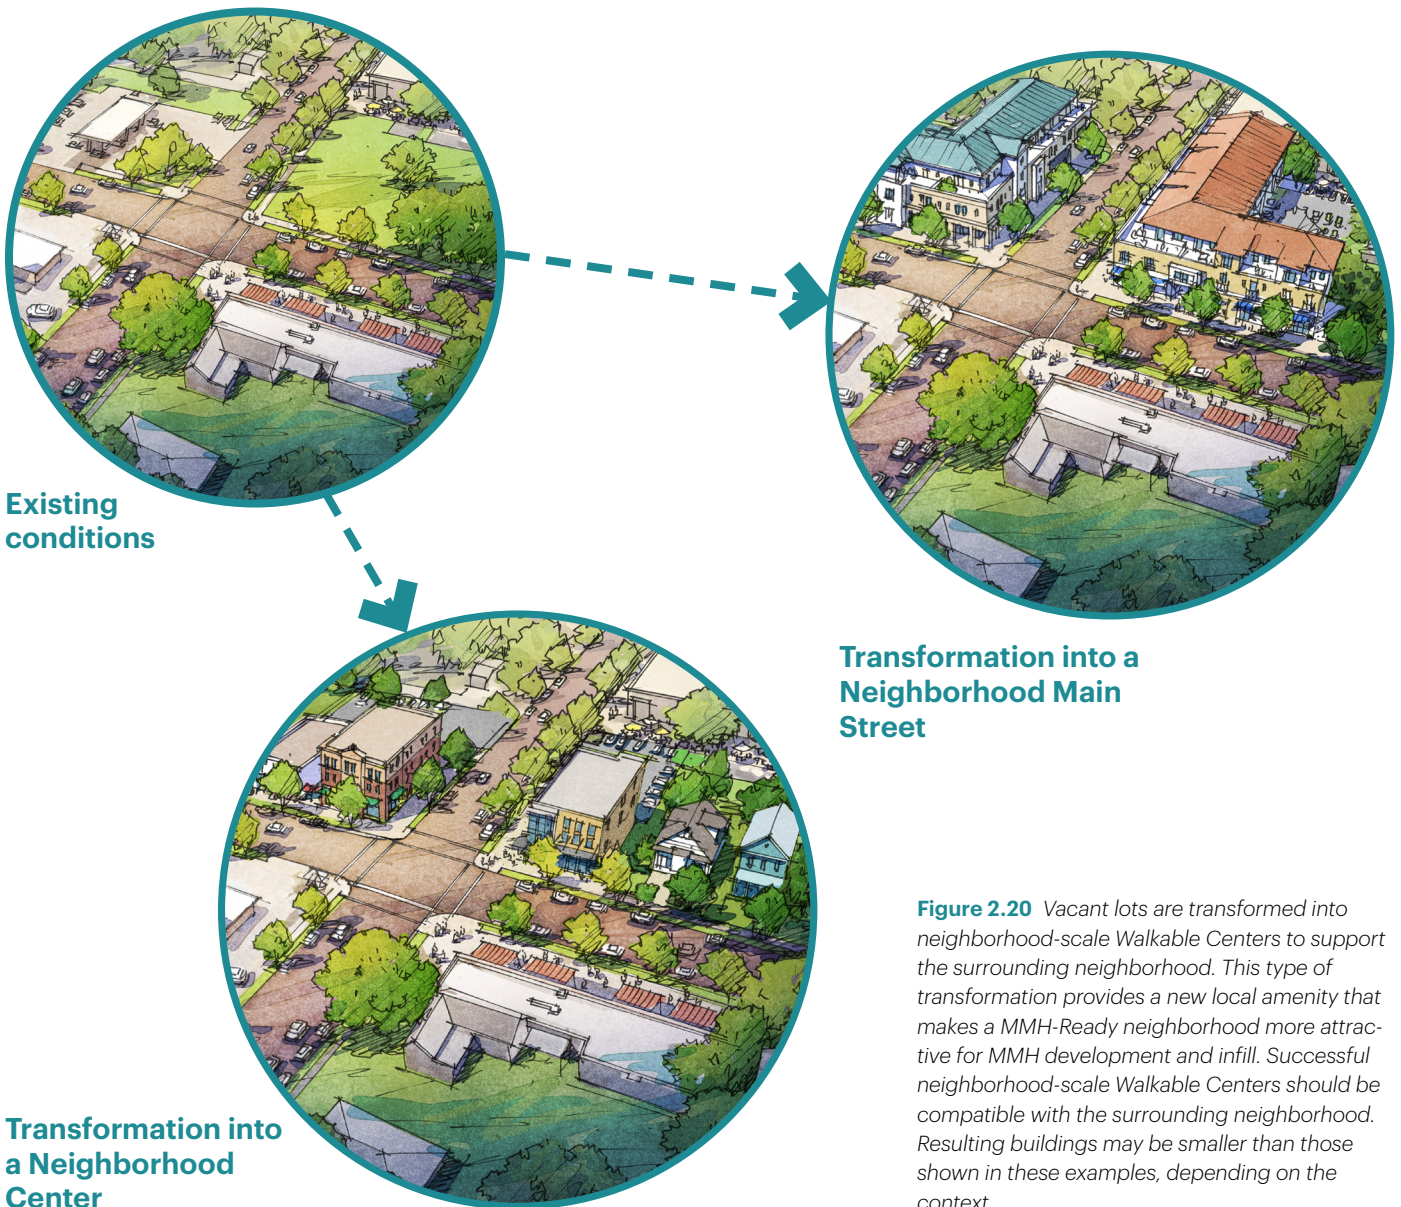 Existing
conditions
Transformation into a
Neighborhood Main
Street
Transformation into
a Neighborhood
Center
Figure 2.20 Vacant lots are transformed into
neighborhood-scale Walkable Centers to support
the surrounding neighborhood. This type of
transformation provides a new local amenity that
makes a MMH-Ready neighborhood more attrac-
tive for MMH development and infill. Successful
neighborhood-scale Walkable Centers should be
compatible with the surrounding neighborhood.
Resulting buildings may be smaller than those
shown in these examples, depending on the
context.